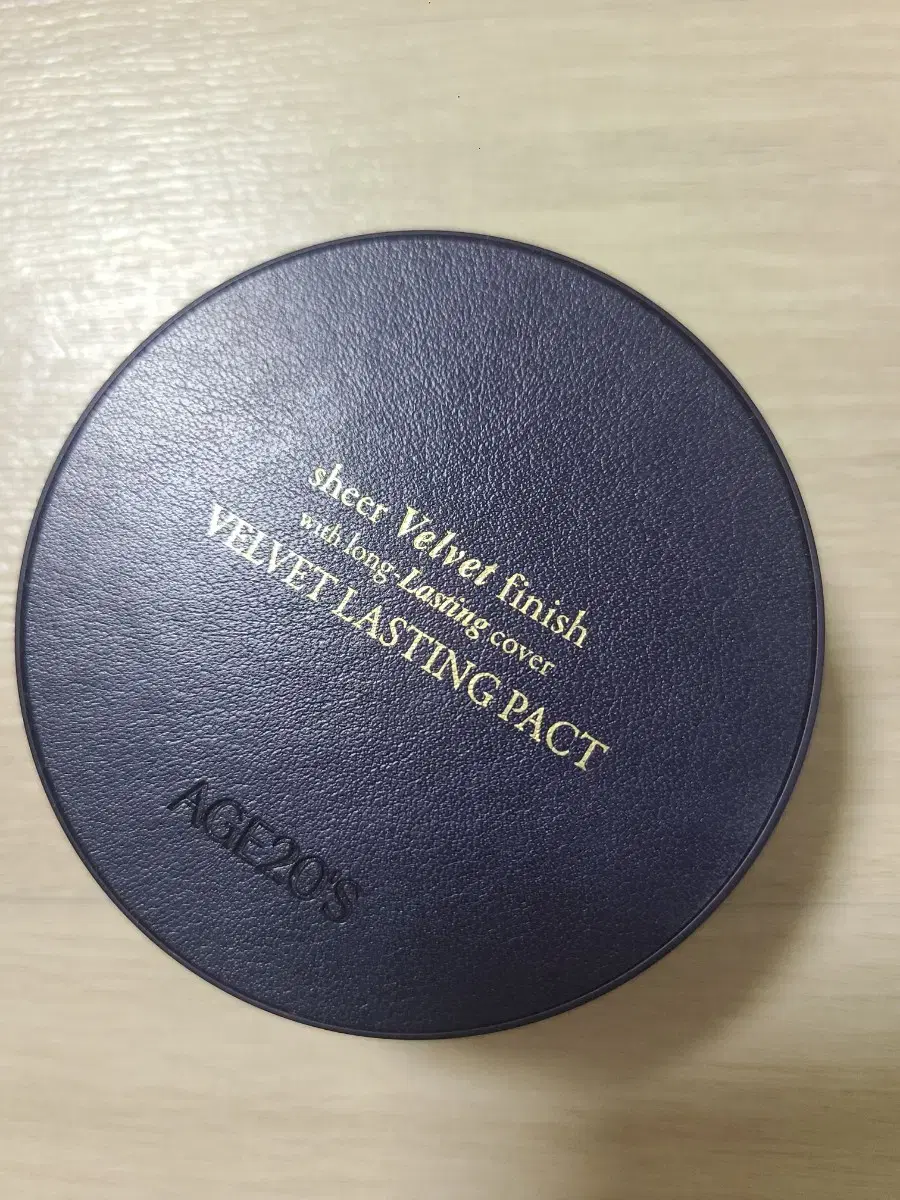 sheer Velvet finish
with long-Lasting cover
VELVET LASTING PACT
AGE20'S